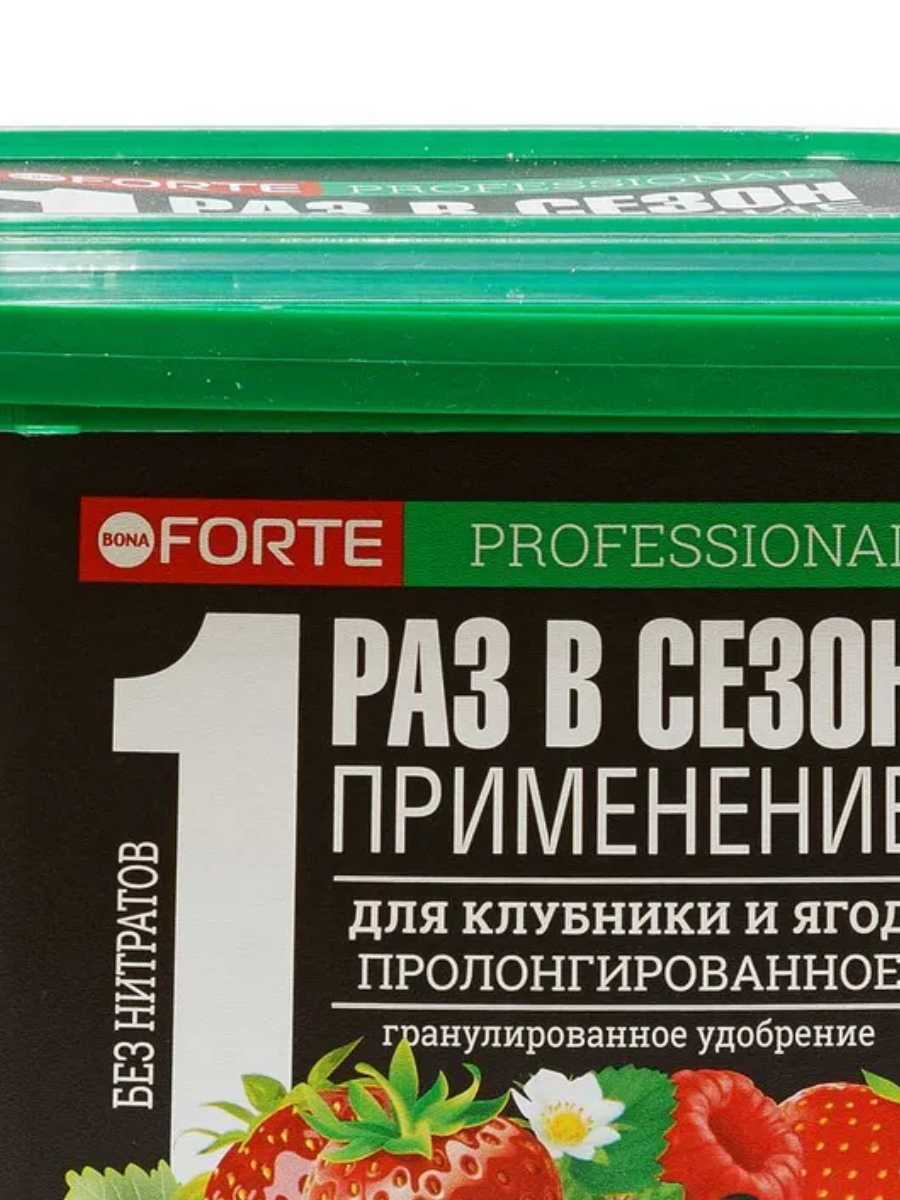 FORTE PROFESSIONAL
1 РАЗ В СЕЗОН
BONA FORTE PROFESSIONAL
1 РАЗ В СЕЗОН
ПРИМЕНЕНИЕ
ДЛЯ КЛУБНИКИ И ЯГОД
ПРОЛОНГИРОВАННОЕ
гранулированное удобрение
БЕЗ НИТРАТОВ